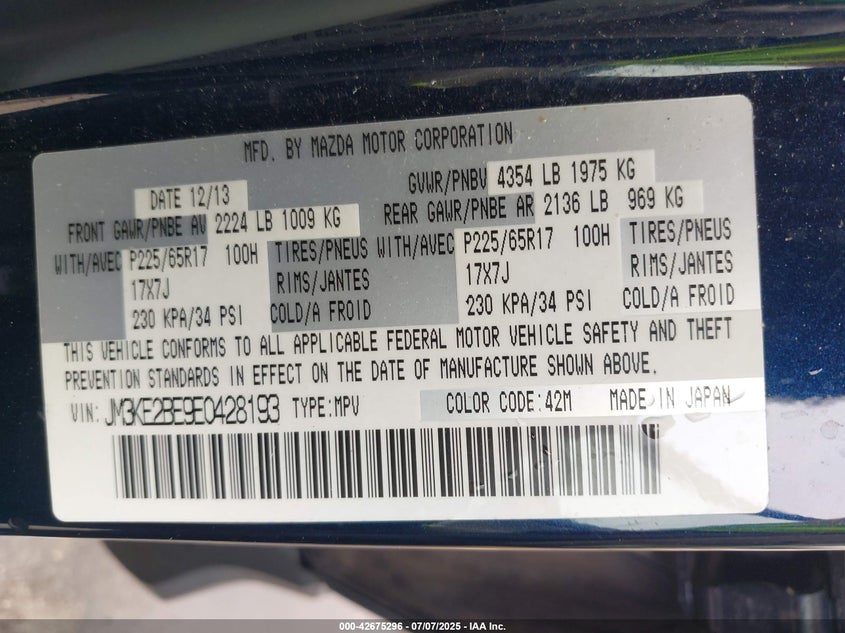 MFD. BY MAZDA MOTOR CORPORATION
DATE 12/13 GVWR/PNBV 4354 LB 1975 KG
FRONT GAWR/PNBE AV 2224 LB 1009 KG REAR GAWR/PNBE AR 2136 LB 969 KG
WITH/AVEC P225/65R17 100H TIRES/PNEUS WITH/AVEC P225/65R17 100H TIRES/PNEUS
17X7J RIMS/JANTES 17X7J RIMS/JANTES
230 KPA/34 PSI COLD/A FROID 230 KPA/34 PSI COLD/A FROID
THIS VEHICLE CONFORMS TO ALL APPLICABLE FEDERAL MOTOR VEHICLE SAFETY AND THEFT
PREVENTION STANDARDS IN EFFECT ON THE DATE OF MANUFACTURE SHOWN ABOVE.
VIN: JM3KE2BE9E0428193 TYPE:MPV COLOR CODE:42M MADE IN JAPAN
000-42675296 - 07/07/2025 - IAA Inc.